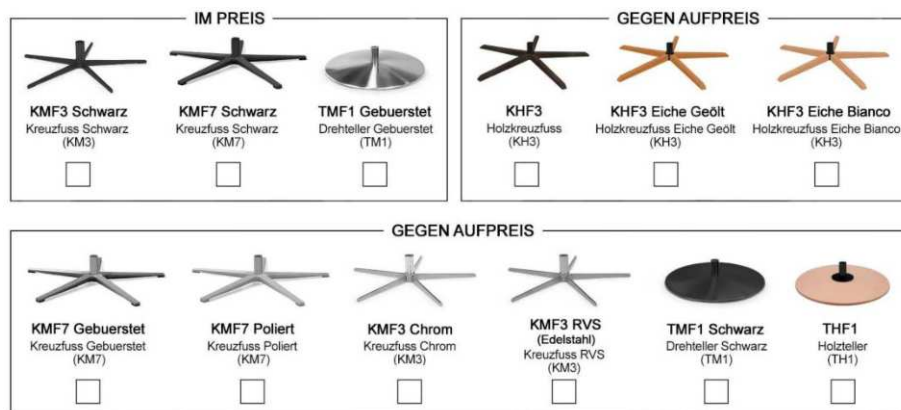 IM PREIS
KMF3 Schwarz
Kreuzfuss Schwarz
(KM3)
KMF7 Schwarz
Kreuzfuss Schwarz
(KM7)
TMF1 Gebuerstet
Drehteller Gebuerstet
(TM1)
GEGEN AUFPREIS
KHF3
Holzkreuzfuss
(KH3)
KHF3 Eiche Geölt
Holzkreuzfuss Eiche Geölt
(KH3)
KHF3 Eiche Bianco
Holzkreuzfuss Eiche Bianco
(KH3)
GEGEN AUFPREIS
KMF7 Gebuerstet
Kreuzfuss Gebuerstet
(KM7)
KMF7 Poliert
Kreuzfuss Poliert
(KM7)
KMF3 Chrom
Kreuzfuss Chrom
(KM3)
KMF3 RVS
(Edelstahl)
Kreuzfuss RVS
(KM3)
TMF1 Schwarz
Drehteller Schwarz
(TM1)
THF1
Holzteller
(TH1)